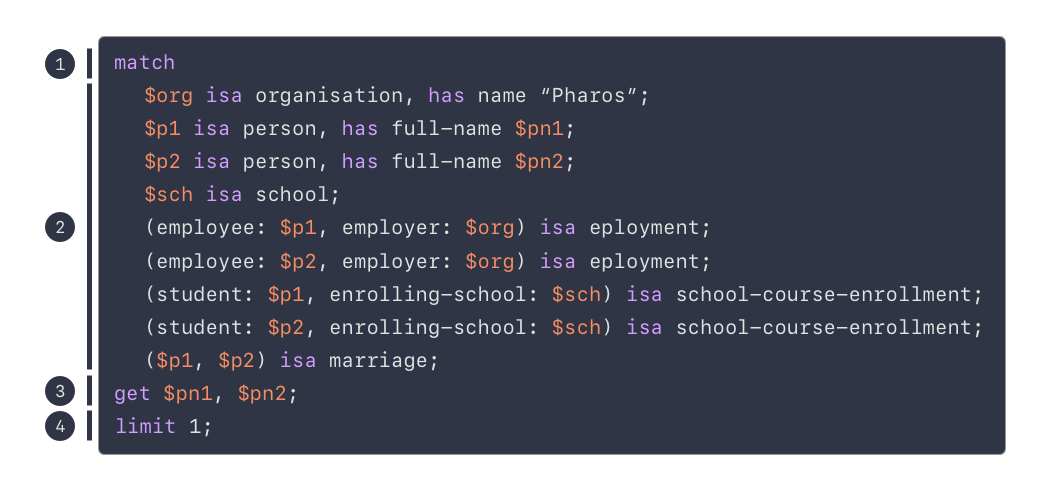 1 match
$org isa organisation, has name “Pharos”;
$p1 isa person, has full-name $pn1;
$p2 isa person, has full-name $pn2;
$sch isa school;
2 (employee: $p1, employer: $org) isa eployment;
(employee: $p2, employer: $org) isa eployment;
(student: $p1, enrolling-school: $sch) isa school-course-enrollment;
(student: $p2, enrolling-school: $sch) isa school-course-enrollment;
($p1, $p2) isa marriage;
3 get $pn1, $pn2;
4 limit 1;